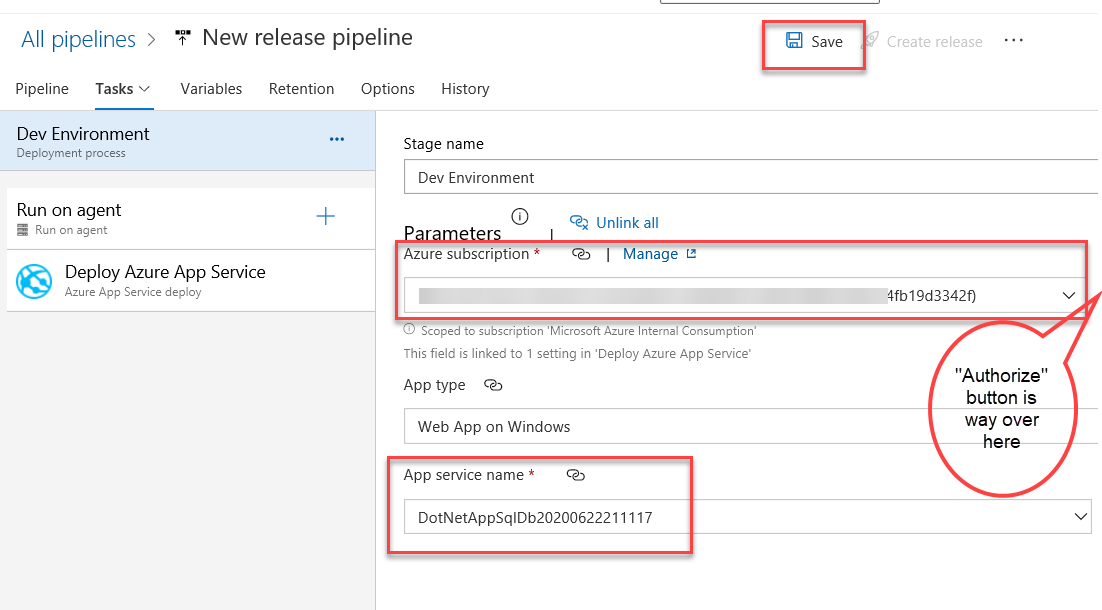 All pipelines > New release pipeline
Save Create release ...
Pipeline Tasks Variables Retention Options History
Dev Environment
Deployment process
...
Run on agent
Run on agent
Deploy Azure App Service
Azure App Service deploy
Stage name
Dev Environment
Parameters | Unlink all
Azure subscription * | Manage
4fb19d3342f)
Scoped to subscription 'Microsoft Azure Internal Consumption'
This field is linked to 1 setting in 'Deploy Azure App Service'
App type
Web App on Windows
App service name *
DotNetAppSqlDb20200622211117
"Authorize"
button is
way over
here